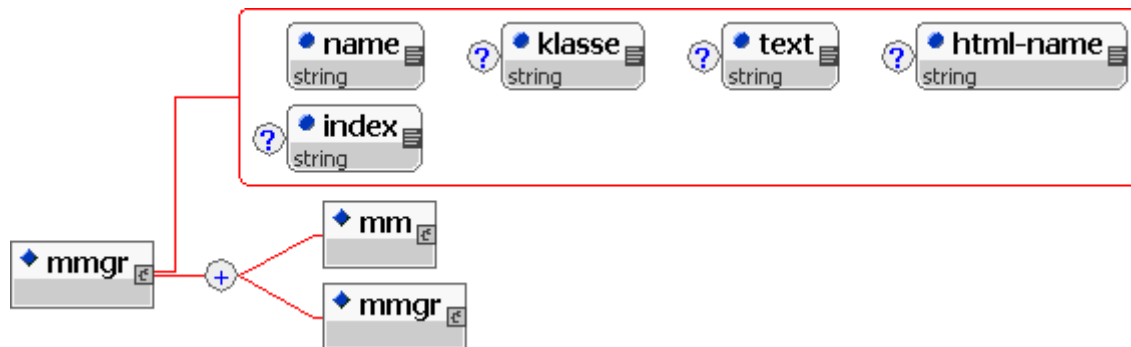 name ? klasse ? text ? html-name
string string string string
? index
string
mm
mmgr
+
mmgr